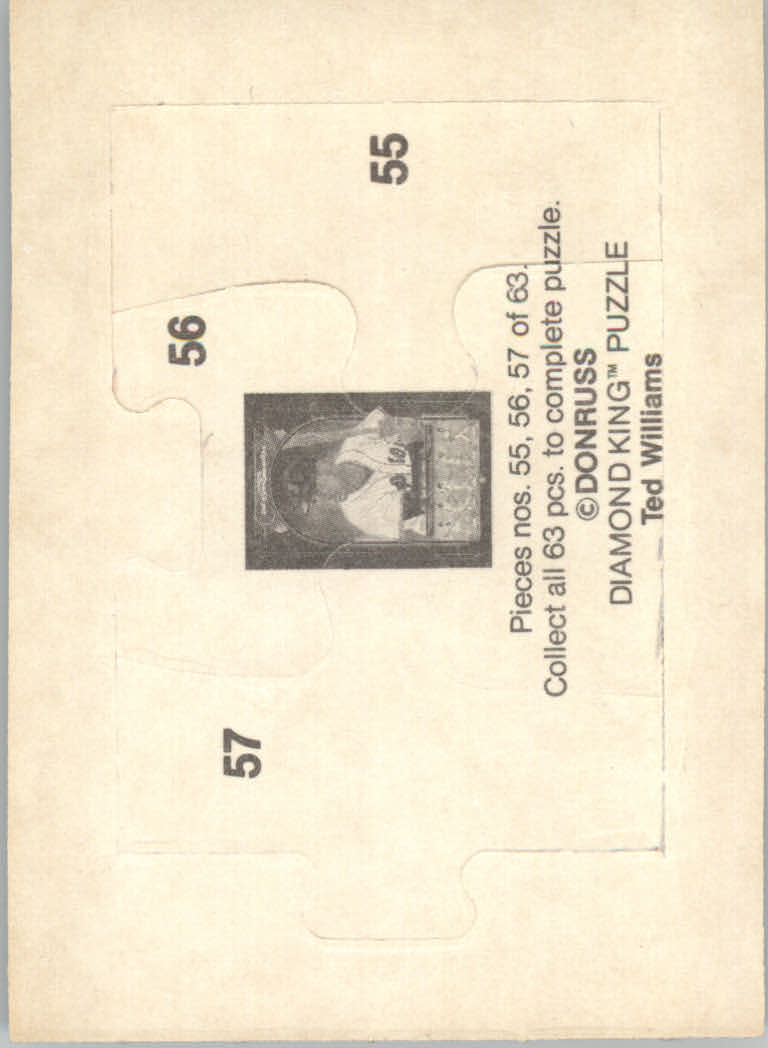 55
56
57
Pieces nos. 55, 56, 57 of 63.
Collect all 63 pcs. to complete puzzle.
©DONRUSS
DIAMOND KING™ PUZZLE
Ted Williams